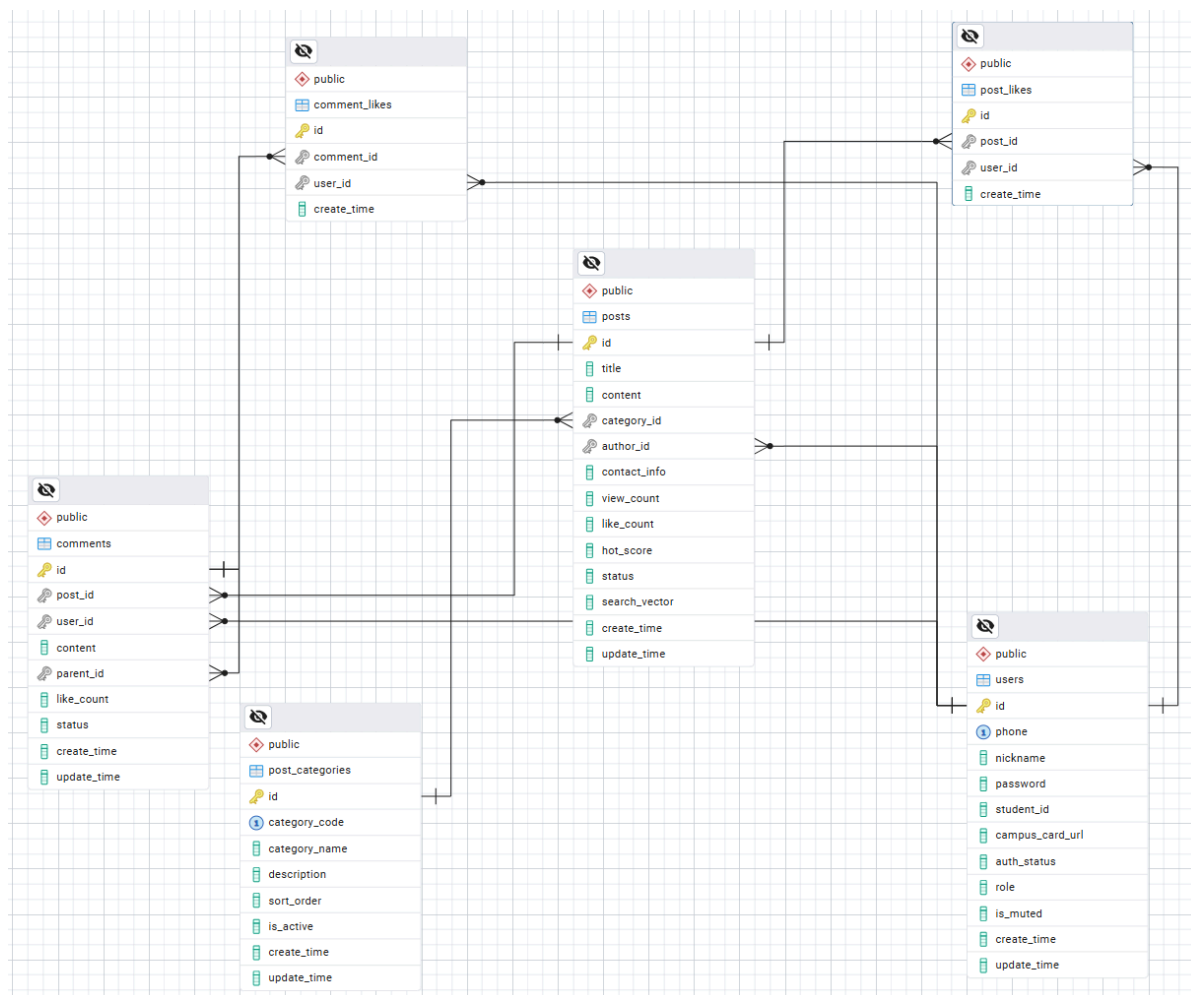 public
comment_likes
id
comment_id
user_id
create_time
public
post_likes
id
post_id
user_id
create_time
public
posts
id
title
content
category_id
author_id
contact_info
view_count
like_count
hot_score
status
search_vector
create_time
update_time
public
comments
id
post_id
user_id
content
parent_id
like_count
status
create_time
update_time
public
post_categories
id
1
category_code
category_name
description
sort_order
is_active
create_time
update_time
public
users
id
1
phone
nickname
password
student_id
campus_card_url
auth_status
role
is_muted
create_time
update_time